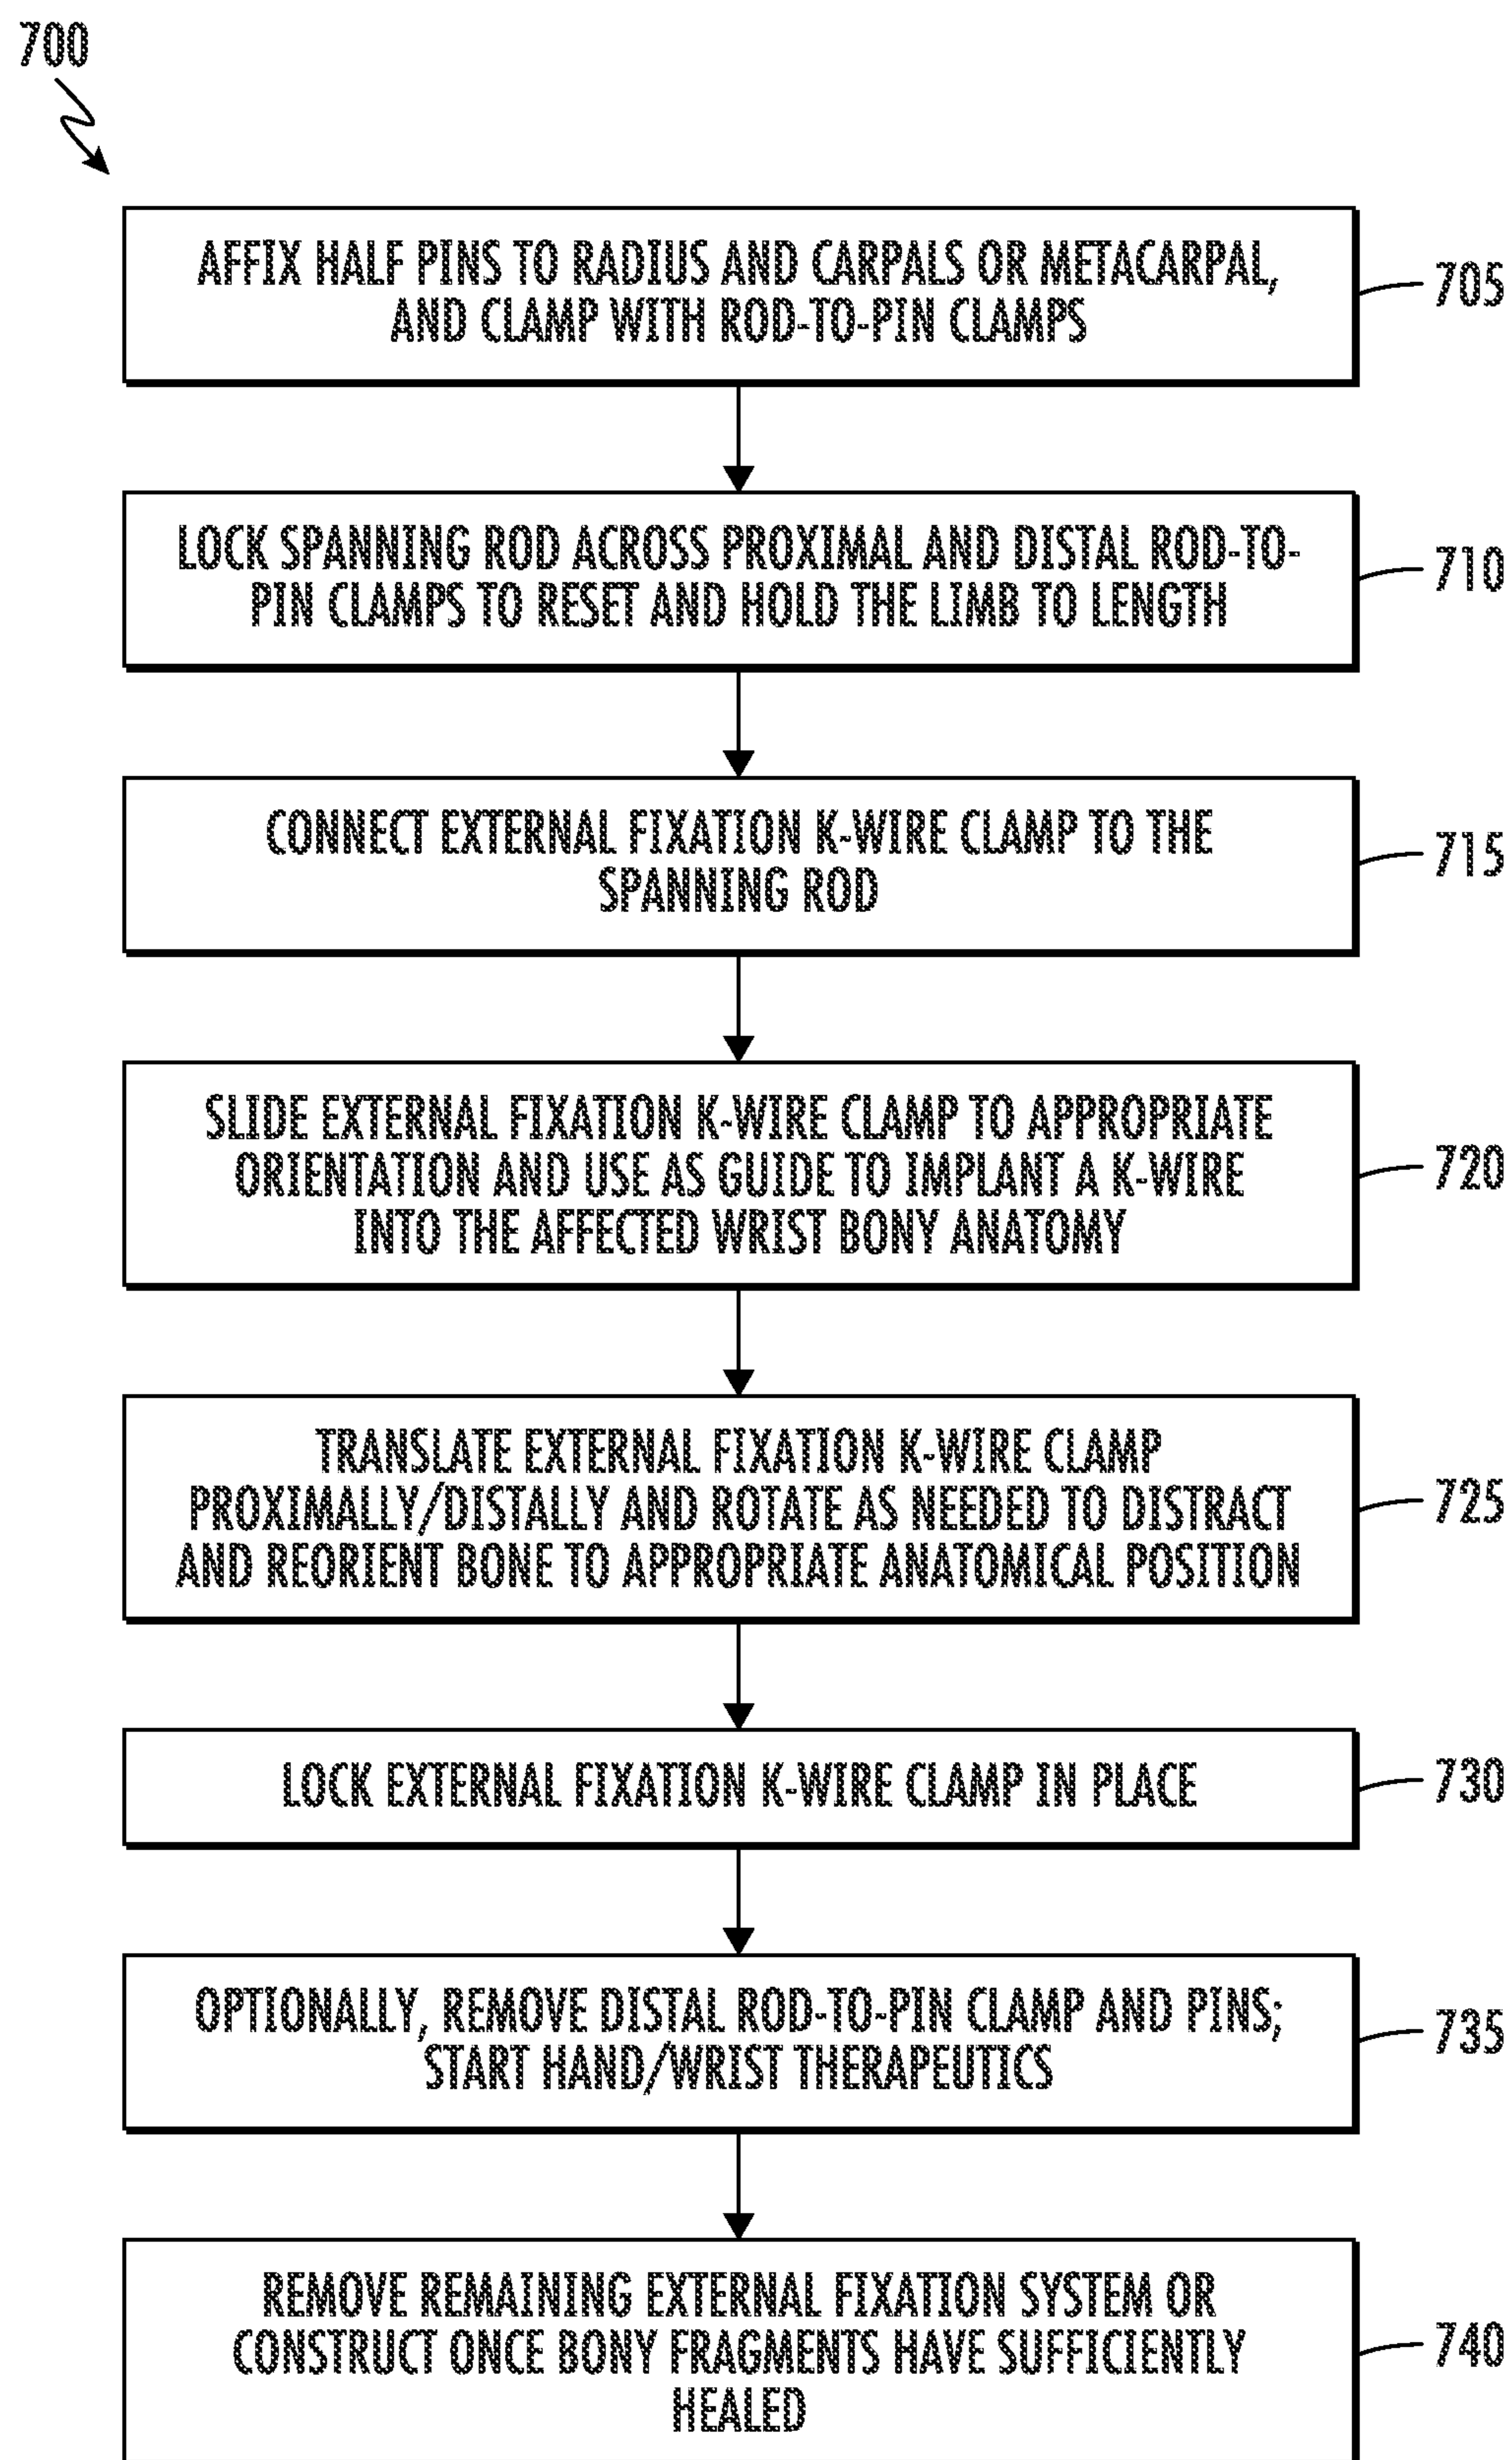 700
AFFIX HALF PINS TO RADIUS AND CARPALS OR METACARPAL,
AND CLAMP WITH ROD-TO-PIN CLAMPS
705
LOCK SPANNING ROD ACROSS PROXIMAL AND DISTAL ROD-TO-
PIN CLAMPS TO RESET AND HOLD THE LIMB TO LENGTH
710
CONNECT EXTERNAL FIXATION K-WIRE CLAMP TO THE
SPANNING ROD
715
SLIDE EXTERNAL FIXATION K-WIRE CLAMP TO APPROPRIATE
ORIENTATION AND USE AS GUIDE TO IMPLANT A K-WIRE
INTO THE AFFECTED WRIST BONY ANATOMY
720
TRANSLATE EXTERNAL FIXATION K-WIRE CLAMP
PROXIMALLY/DISTALLY AND ROTATE AS NEEDED TO DISTRACT
AND REORIENT BONE TO APPROPRIATE ANATOMICAL POSITION
725
LOCK EXTERNAL FIXATION K-WIRE CLAMP IN PLACE
730
OPTIONALLY, REMOVE DISTAL ROD-TO-PIN CLAMP AND PINS;
START HAND/WRIST THERAPEUTICS
735
REMOVE REMAINING EXTERNAL FIXATION SYSTEM OR
CONSTRUCT ONCE BONY FRAGMENTS HAVE SUFFICIENTLY
HEALED
740